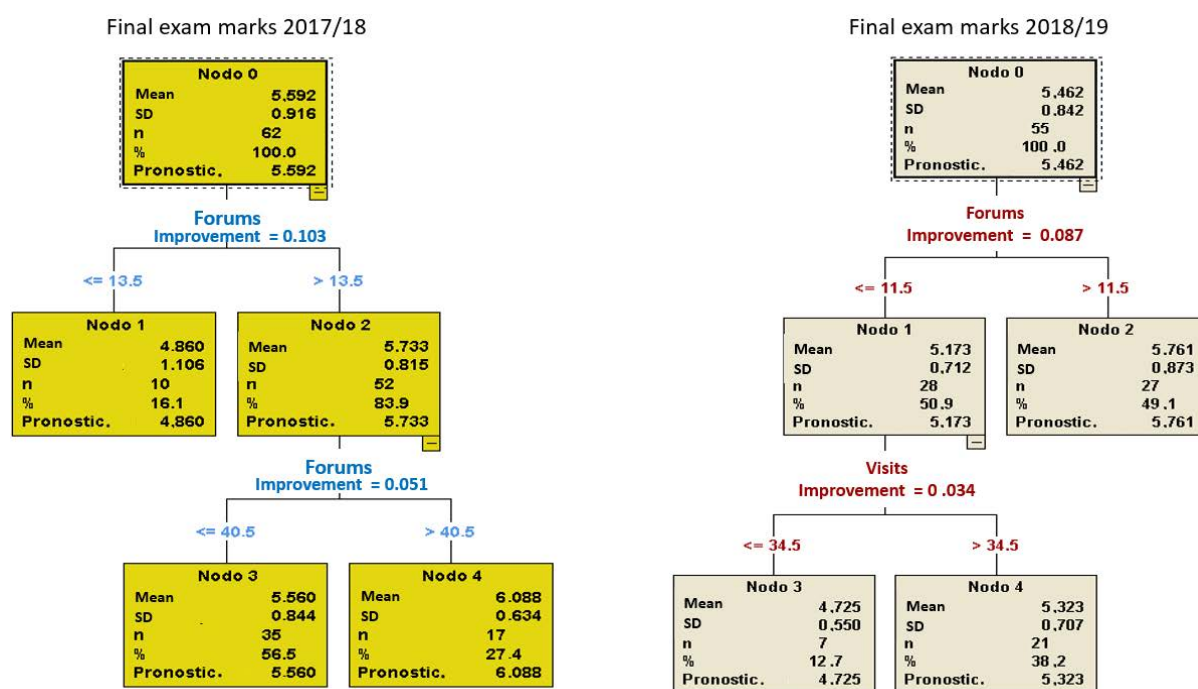 Final exam marks 2017/18
Nodo 0
Mean 5,592
SD 0.916
n 62
% 100.0
Pronostic. 5.592
Forums
Improvement = 0.103
<= 13.5
> 13.5
Nodo 1
Mean 4.860
SD 1.106
n 10
% 16.1
Pronostic. 4,860
Nodo 2
Mean 5.733
SD 0.815
n 52
% 83.9
Pronostic. 5.733
Forums
Improvement = 0.051
<= 40.5
> 40.5
Nodo 3
Mean 5.560
SD 0.844
n 35
% 56.5
Pronostic. 5.560
Nodo 4
Mean 6.088
SD 0.634
n 17
% 27.4
Pronostic. 6.088
Final exam marks 2018/19
Nodo 0
Mean 5,462
SD 0.842
n 55
% 100 .0
Pronostic. 5.462
Forums
Improvement = 0.087
<= 11.5
> 11.5
Nodo 1
Mean 5.173
SD 0,712
n 28
% 50.9
Pronostic. 5,173
Nodo 2
Mean 5.761
SD 0,873
n 27
% 49.1
Pronostic. 5,761
Visits
Improvement = 0 .034
<= 34.5
> 34.5
Nodo 3
Mean 4,725
SD 0,550
n 7
% 12.7
Pronostic. 4.725
Nodo 4
Mean 5,323
SD 0,707
n 21
% 38,2
Pronostic. 5,323